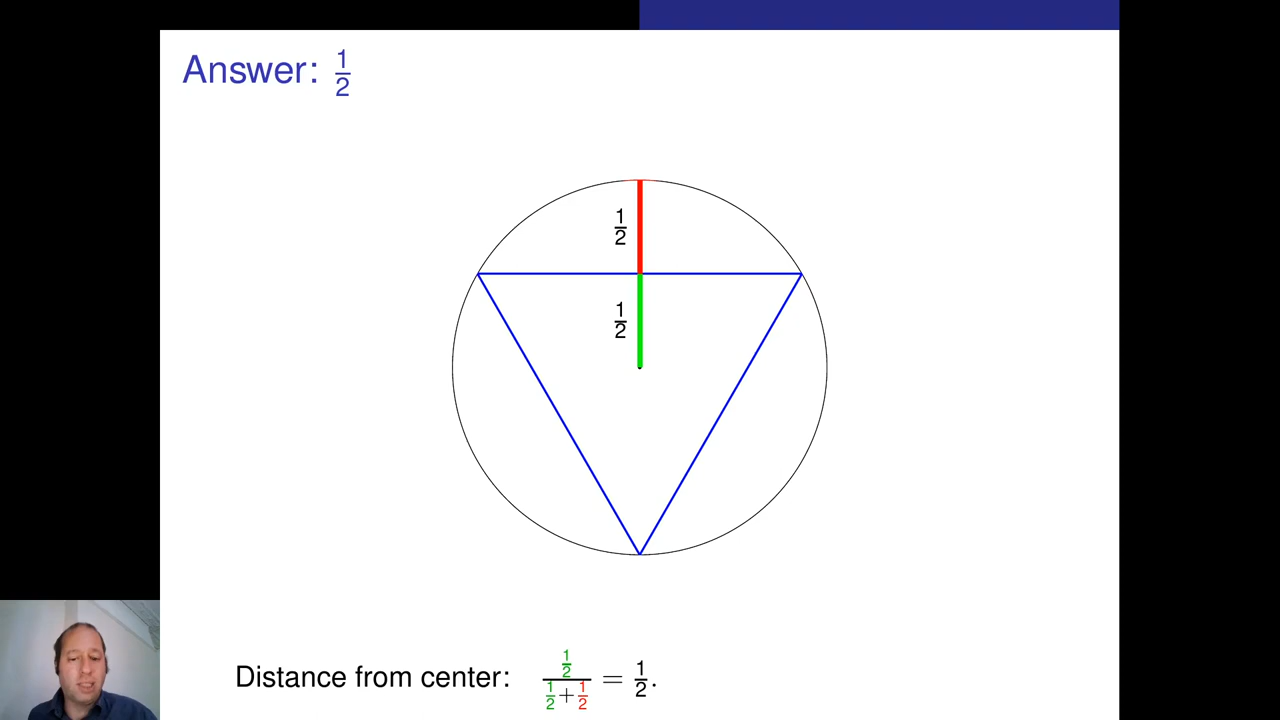 Answer: 1/2
1/2
1/2
Distance from center: (1/2)/(1/2+1/2) = 1/2.